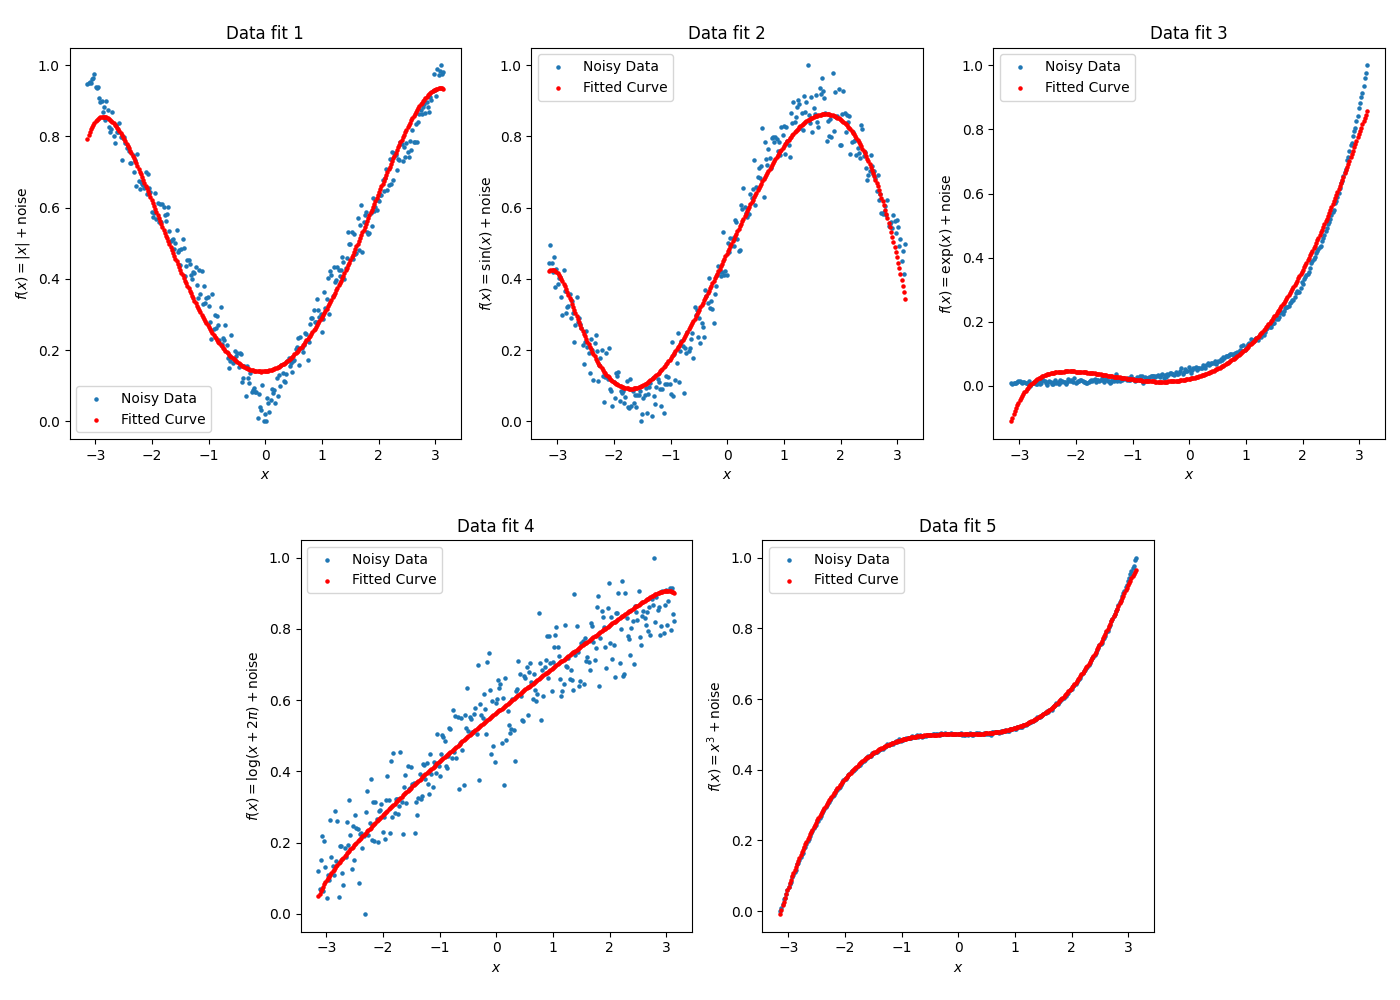 Data fit 1
f(x) = |x| + noise
1.0
0.8
0.6
0.4
0.2
0.0
Noisy Data
Fitted Curve
−3 −2 −1 0 1 2 3
x
Data fit 2
f(x) = sin(x) + noise
1.0
0.8
0.6
0.4
0.2
0.0
Noisy Data
Fitted Curve
−3 −2 −1 0 1 2 3
x
Data fit 3
f(x) = exp(x) + noise
1.0
0.8
0.6
0.4
0.2
0.0
Noisy Data
Fitted Curve
−3 −2 −1 0 1 2 3
x
Data fit 4
f(x) = log(x + 2π) + noise
1.0
0.8
0.6
0.4
0.2
0.0
Noisy Data
Fitted Curve
−3 −2 −1 0 1 2 3
x
Data fit 5
f(x) = x³ + noise
1.0
0.8
0.6
0.4
0.2
0.0
Noisy Data
Fitted Curve
−3 −2 −1 0 1 2 3
x